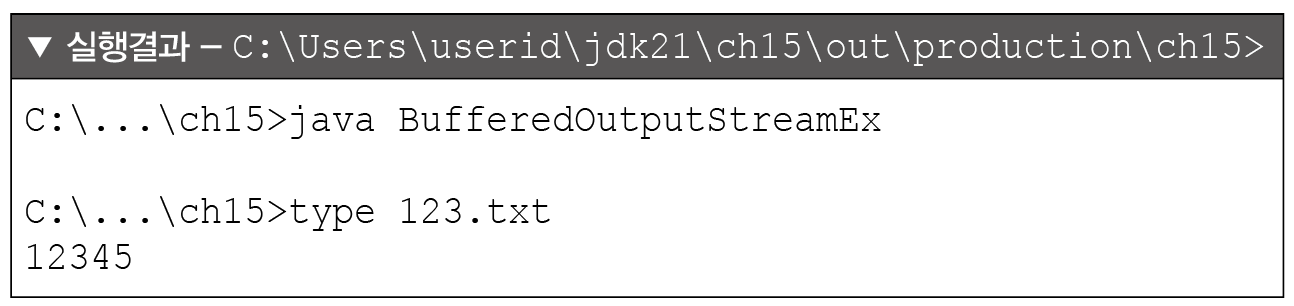 ▼ 실행결과 – C:\Users\userid\jdk21\ch15\out\production\ch15>
C:\...\ch15>java BufferedOutputStreamEx
C:\...\ch15>type 123.txt
12345